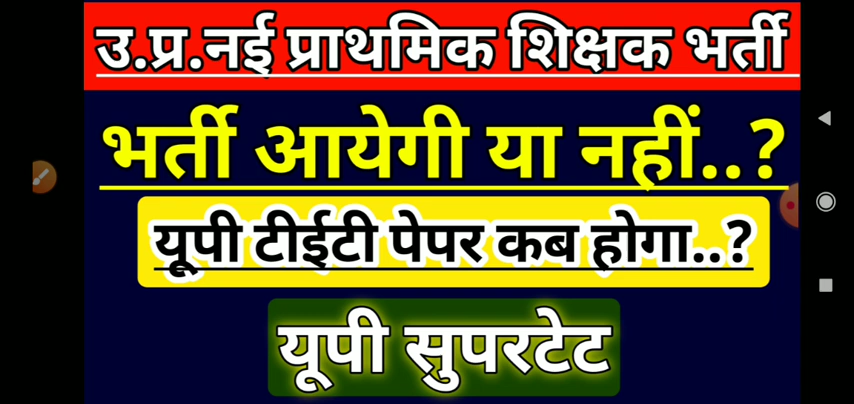 उ.प्र.नई प्राथमिक शिक्षक भर्ती
भर्ती आयेगी या नहीं..?
यूपी टीईटी पेपर कब होगा..?
यूपी सुपरटेट